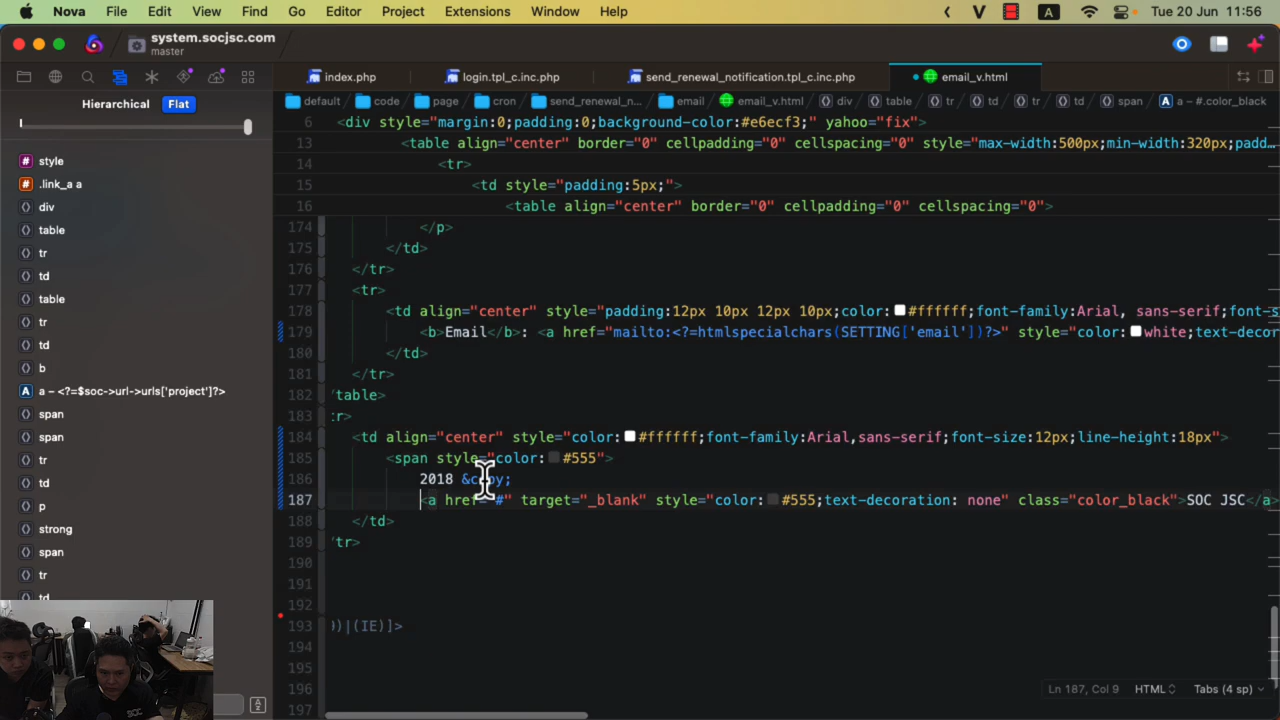 Nova File Edit View Find Go Editor Project Extensions Window Help A Tue 20 Jun 11:56
system.socjsc.com
master
index.php login.tpl_c.inc.php send_renewal_notification.tpl_c.inc.php email_v.html
Hierarchical Flat
default code page cron send_renewal_n... email email_v.html div table tr td tr td span a – #.color_black
6 <div style="margin:0;padding:0;background-color:#e6ecf3;" yahoo="fix">
13 <table align="center" border="0" cellpadding="0" cellspacing="0" style="max-width:500px;min-width:320px;padd…
14 <tr>
15 <td style="padding:5px;">
16 <table align="center" border="0" cellpadding="0" cellspacing="0">
174 </p>
175 </td>
176 </tr>
177 <tr>
178 <td align="center" style="padding:12px 10px 12px 10px;color:#ffffff;font-family:Arial, sans-serif;font-s
179 <b>Email</b>: <a href="mailto:<?=htmlspecialchars(SETTING['email'])?>" style="color:white;text-decor
180 </td>
181 </tr>
182 /table>
183 tr>
184 <td align="center" style="color:#ffffff;font-family:Arial,sans-serif;font-size:12px;line-height:18px">
185 <span style="color:#555">
186 2018 &copy;
187 <a href="#" target="_blank" style="color:#555;text-decoration: none" class="color_black">SOC JSC</a>
188 </td>
189 /tr>
190
191
192
193 )|(IE)]>
194
195
196
197
style
.link_a a
div
table
tr
td
table
tr
td
b
a – <?=$soc->url->urls['project']?>
span
span
tr
td
p
strong
span
tr
td
SOC
Ln 187, Col 9 HTML Tabs (4 sp)